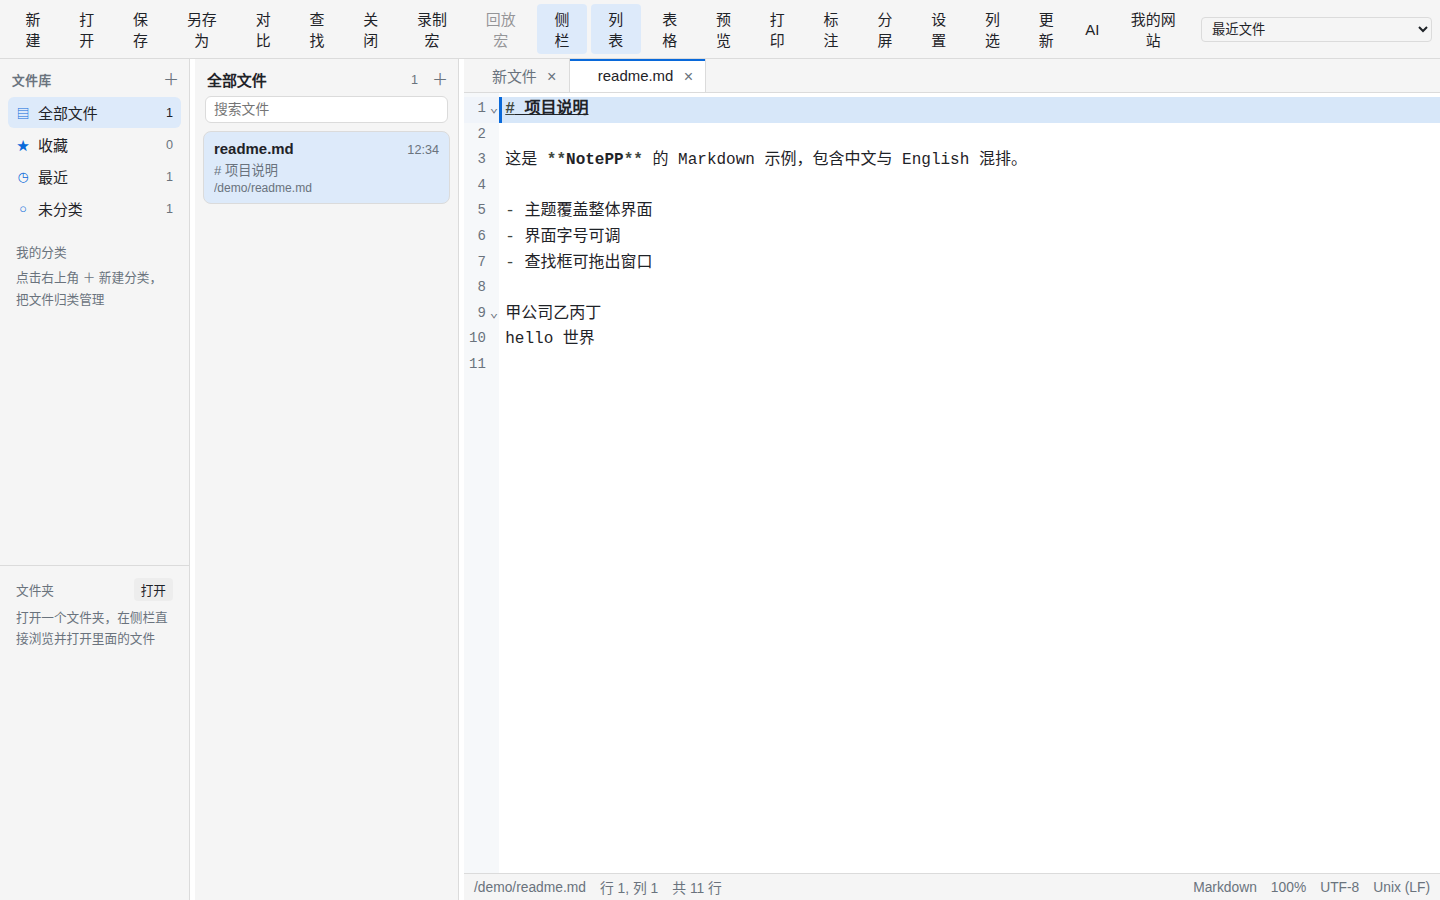 新建 打开 保存 另存为 对比 查找 关闭 录制宏 回放宏 侧栏 列表 表格 预览 打印 标注 分屏 设置 列选 更新 AI 我的网站 最近文件
文件库 ＋
全部文件 1
收藏 0
最近 1
未分类 1
我的分类
点击右上角 ＋ 新建分类，
把文件归类管理
文件夹 打开
打开一个文件夹，在侧栏直
接浏览并打开里面的文件
全部文件 1 ＋
搜索文件
readme.md 12:34
# 项目说明
/demo/readme.md
新文件 × readme.md ×
1 # 项目说明
2
3 这是 **NotePP** 的 Markdown 示例，包含中文与 English 混排。
4
5 - 主题覆盖整体界面
6 - 界面字号可调
7 - 查找框可拖出窗口
8
9 甲公司乙丙丁
10 hello 世界
11
/demo/readme.md 行 1, 列 1 共 11 行 Markdown 100% UTF-8 Unix (LF)